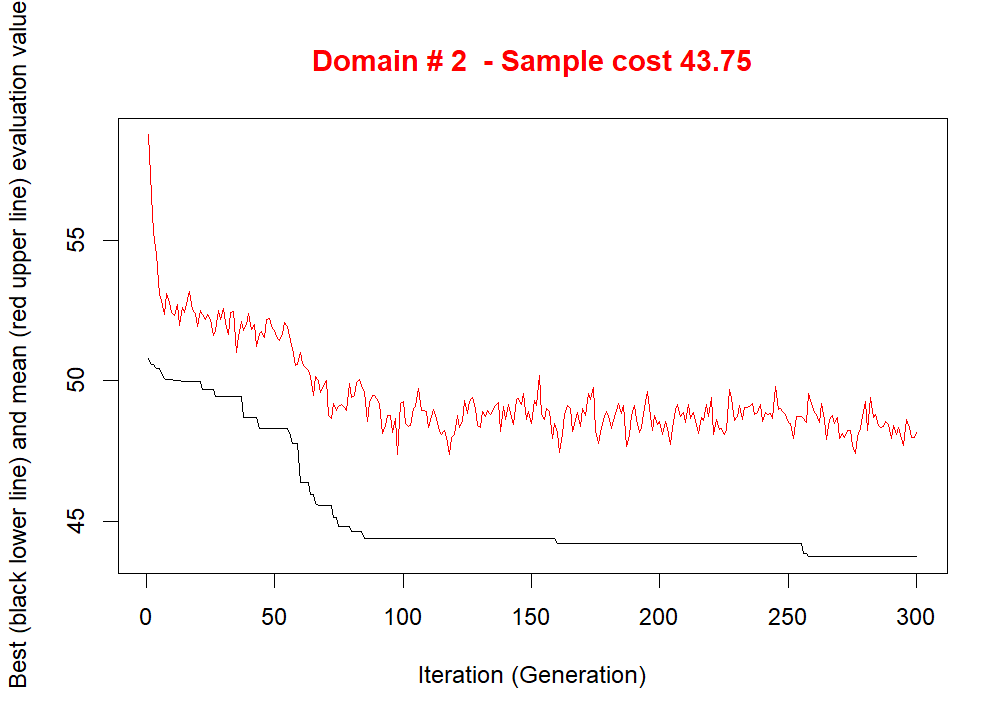 Domain # 2  - Sample cost 43.75
Best (black lower line) and mean (red upper line) evaluation value
55
50
45
0 50 100 150 200 250 300
Iteration (Generation)